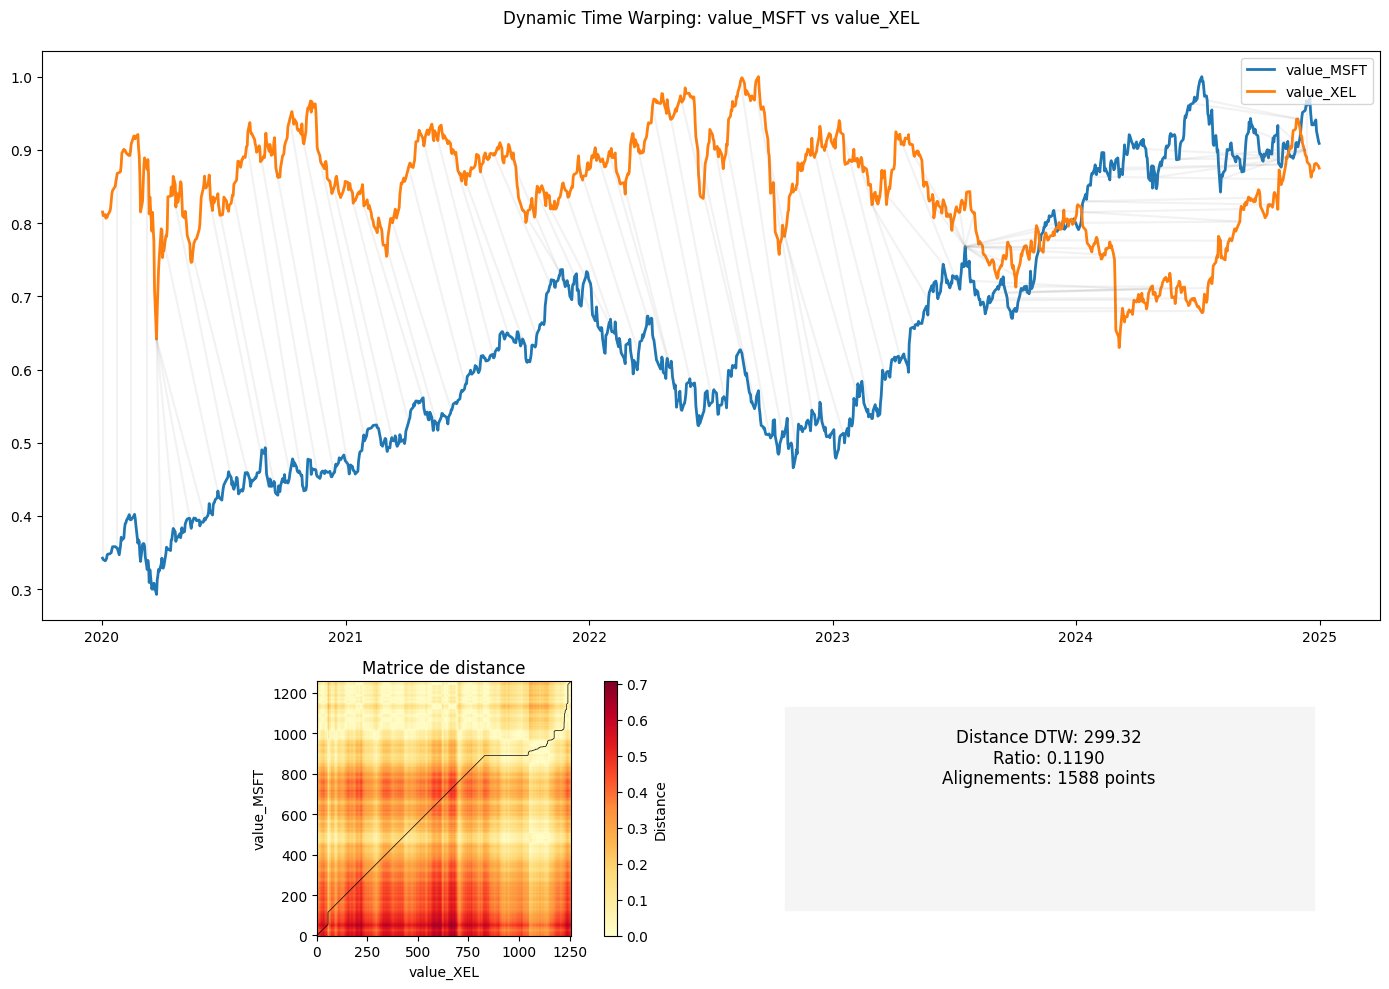 Dynamic Time Warping: value_MSFT vs value_XEL
value_MSFT
value_XEL
1.0
0.9
0.8
0.7
0.6
0.5
0.4
0.3
2020 2021 2022 2023 2024 2025
Matrice de distance
1200
1000
800
600
400
200
0
value_MSFT
0 250 500 750 1000 1250
value_XEL
0.7
0.6
0.5
0.4
0.3
0.2
0.1
0.0
Distance
Distance DTW: 299.32
Ratio: 0.1190
Alignements: 1588 points